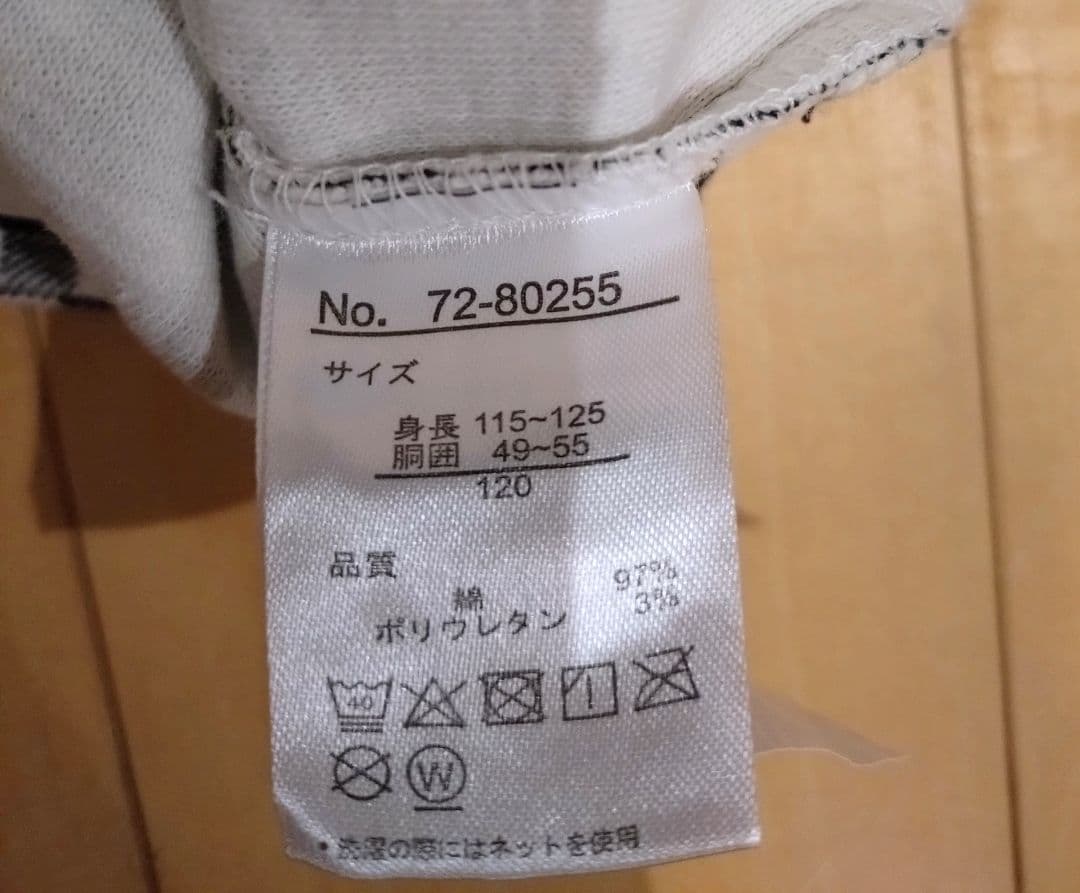 No. 72-80255
サイズ
身長 115~125
胴囲 49~55
120
品質
綿 97%
ポリウレタン 3%
40
W
・洗濯の際にはネットを使用